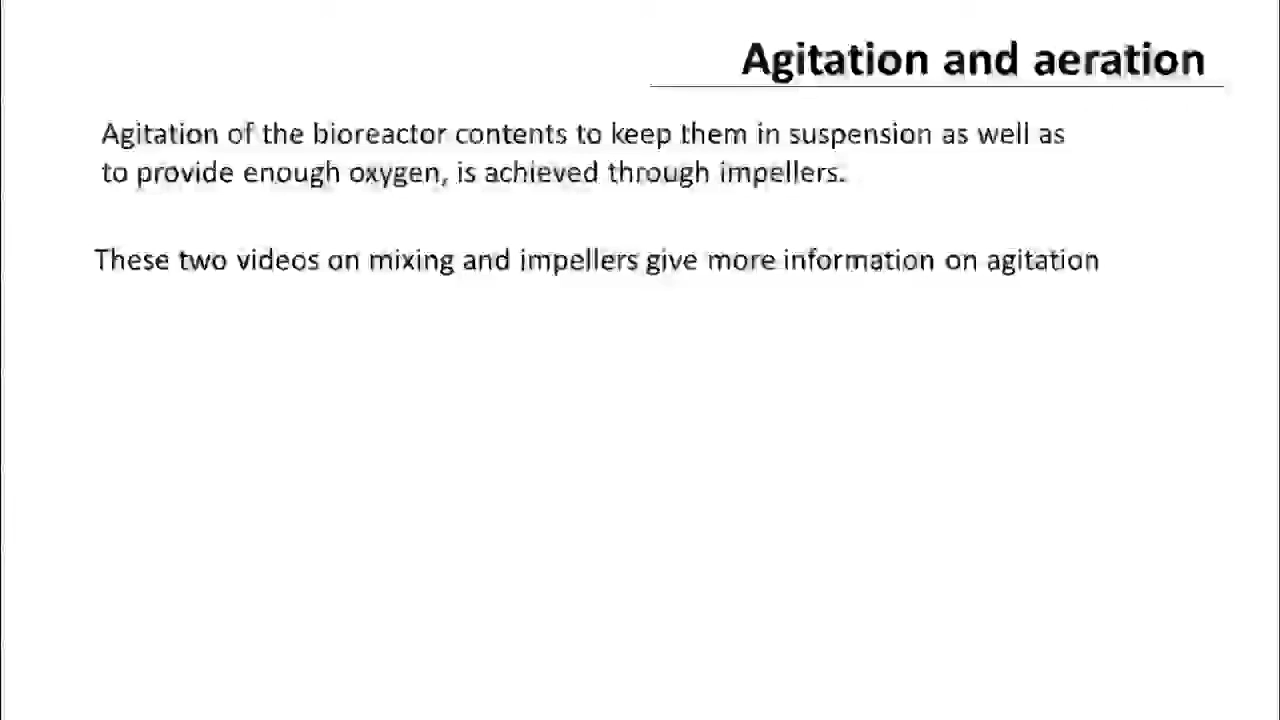 Agitation and aeration
Agitation of the bioreactor contents to keep them in suspension as well as
to provide enough oxygen, is achieved through impellers.
These two videos on mixing and impellers give more information on agitation